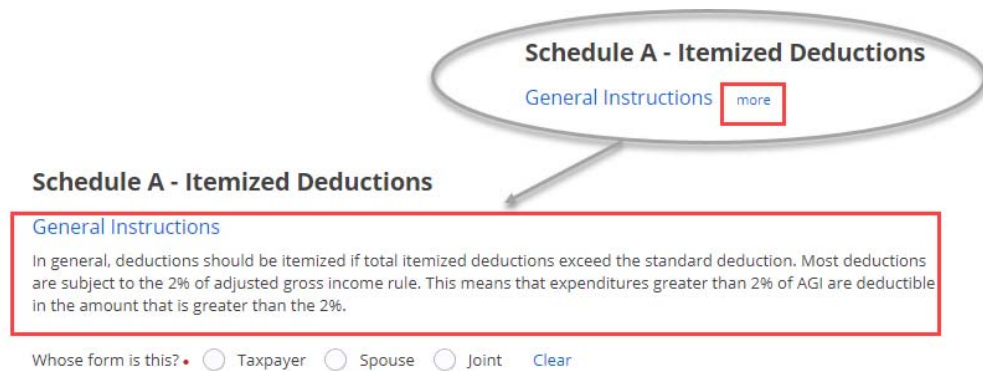 Schedule A - Itemized Deductions
General Instructions more
Schedule A - Itemized Deductions
General Instructions
In general, deductions should be itemized if total itemized deductions exceed the standard deduction. Most deductions
are subject to the 2% of adjusted gross income rule. This means that expenditures greater than 2% of AGI are deductible
in the amount that is greater than the 2%.
Whose form is this? • Taxpayer Spouse Joint Clear